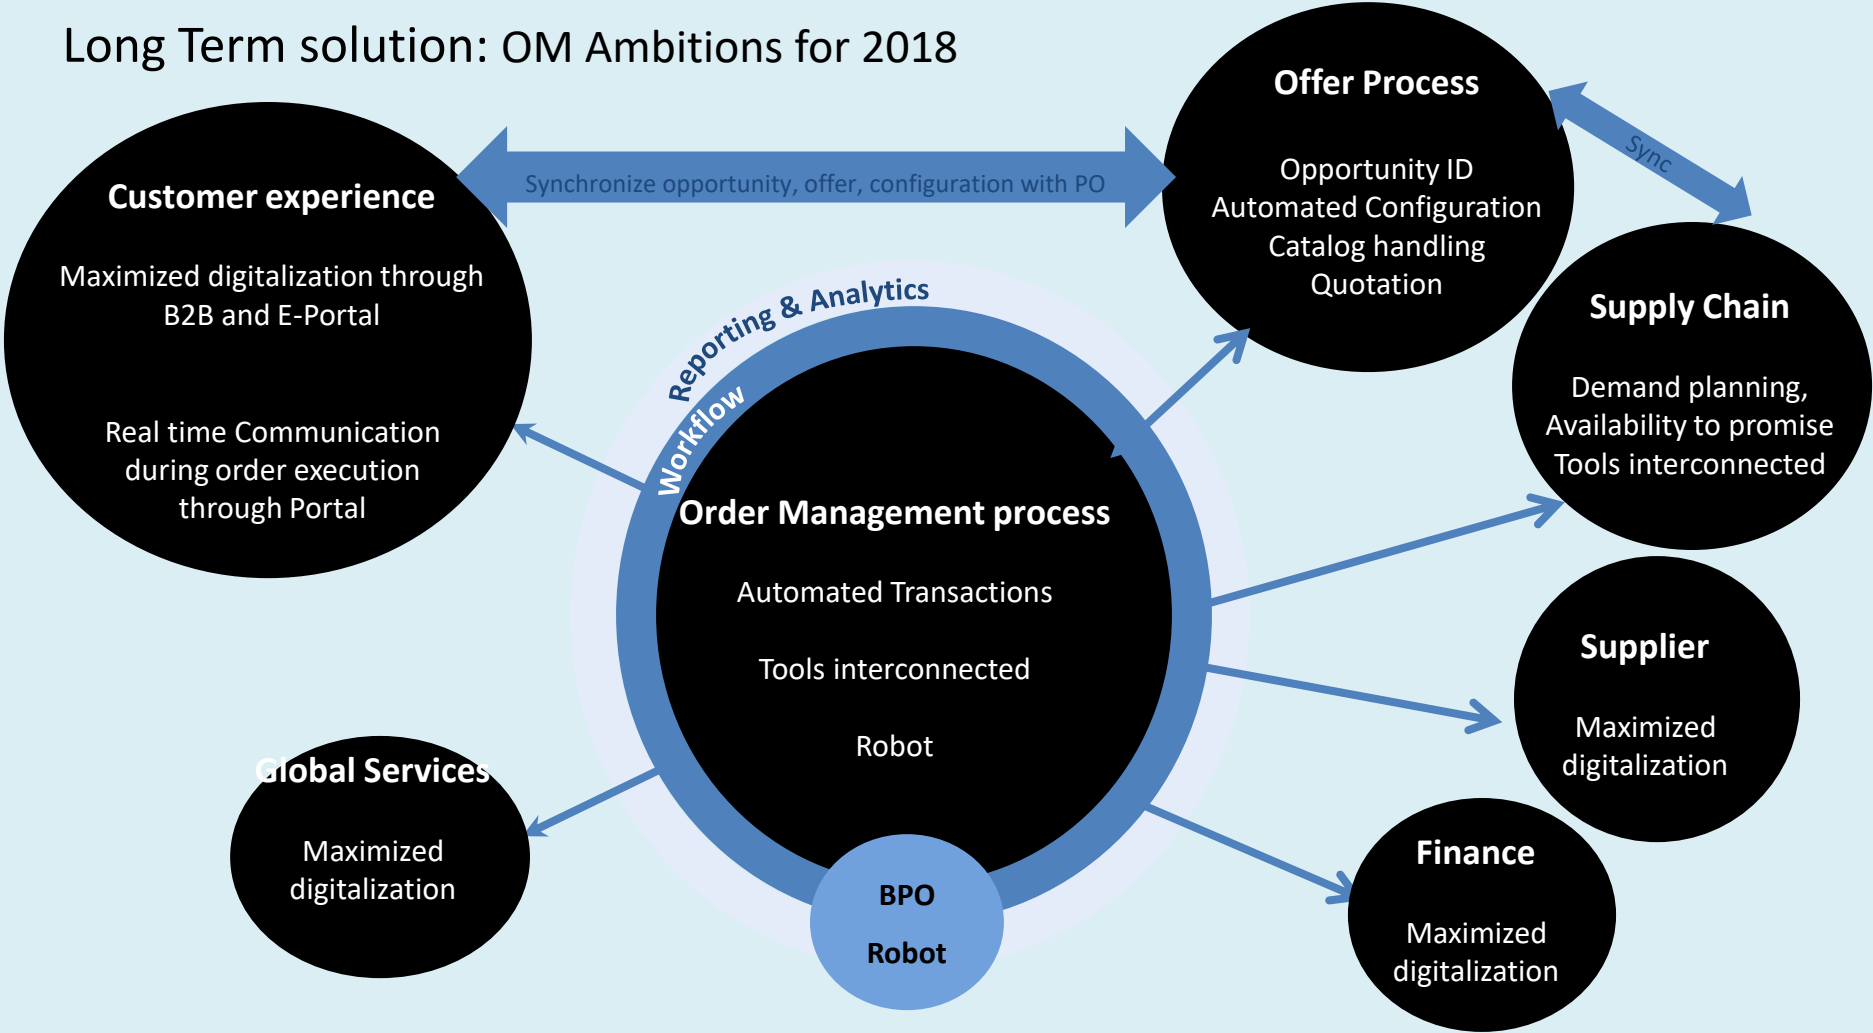 Long Term solution: OM Ambitions for 2018
Customer experience
Maximized digitalization through
B2B and E-Portal
Real time Communication
during order execution
through Portal
Synchronize opportunity, offer, configuration with PO
Offer Process
Opportunity ID
Automated Configuration
Catalog handling
Quotation
Sync
Supply Chain
Demand planning,
Availability to promise
Tools interconnected
Reporting & Analytics
Workflow
Order Management process
Automated Transactions
Tools interconnected
Robot
BPO
Robot
Supplier
Maximized
digitalization
Global Services
Maximized
digitalization
Finance
Maximized
digitalization